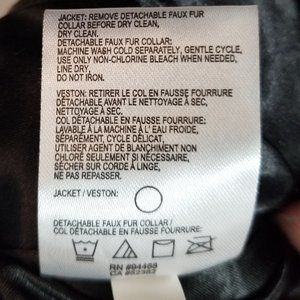 JACKET: REMOVE DETACHABLE FAUX FUR
COLLAR BEFORE DRY CLEAN.
DRY CLEAN.
DETACHABLE FAUX FUR COLLAR:
MACHINE WASH COLD SEPARATELY, GENTLE CYCLE,
USE ONLY NON-CHLORINE BLEACH WHEN NEEDED,
LINE DRY,
DO NOT IRON.
VESTON: RETIRER LE COL EN FAUSSE FOURRURE
DÉTACHABLE AVANT LE NETTOYAGE À SEC,
NETTOYAGE À SEC.
COL DÉTACHABLE EN FAUSSE FOURRURE:
LAVABLE À LA MACHINE À L' EAU FROIDE,
SÉPARÉMENT, CYCLE DÉLICAT,
UTILISER AGENT DE BLANCHIMENT NON
CHLORÉ SEULEMENT SI NÉCESSAIRE,
SÉCHER SUR CORDE À LINGE,
NE PAS REPASSER.
JACKET / VESTON:
DETACHABLE FAUX FUR COLLAR /
COL DÉTACHABLE EN FAUSSE FOURRURE:
RN #94468
CA #52382